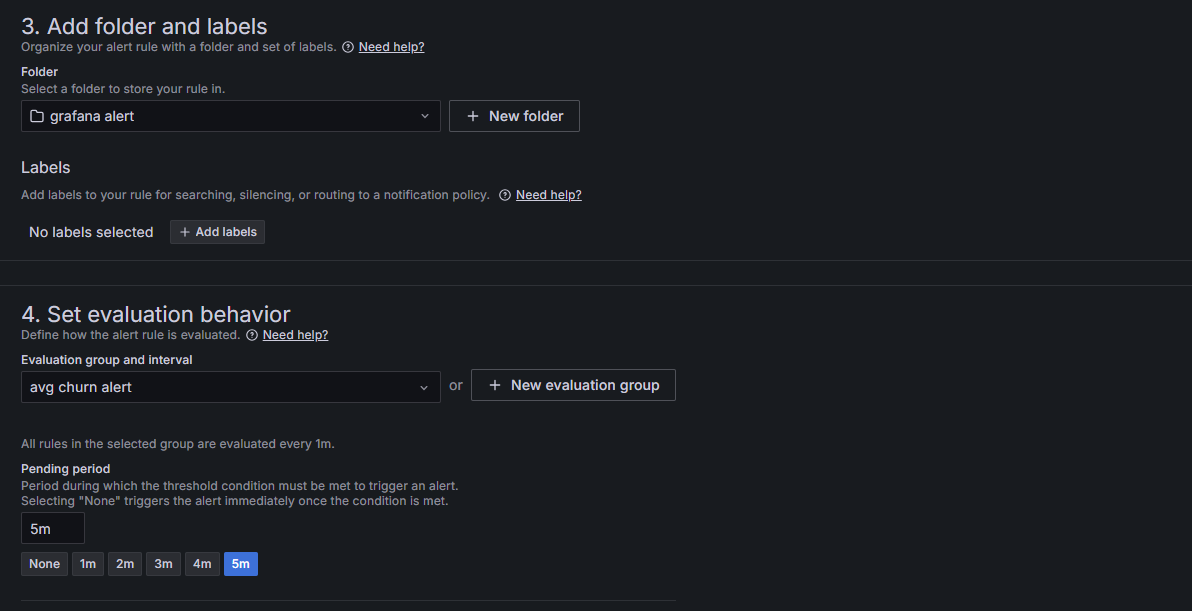 3. Add folder and labels
Organize your alert rule with a folder and set of labels. Need help?
Folder
Select a folder to store your rule in.
grafana alert
+ New folder
Labels
Add labels to your rule for searching, silencing, or routing to a notification policy. Need help?
No labels selected + Add labels
4. Set evaluation behavior
Define how the alert rule is evaluated. Need help?
Evaluation group and interval
avg churn alert or + New evaluation group
All rules in the selected group are evaluated every 1m.
Pending period
Period during which the threshold condition must be met to trigger an alert.
Selecting "None" triggers the alert immediately once the condition is met.
5m
None 1m 2m 3m 4m 5m